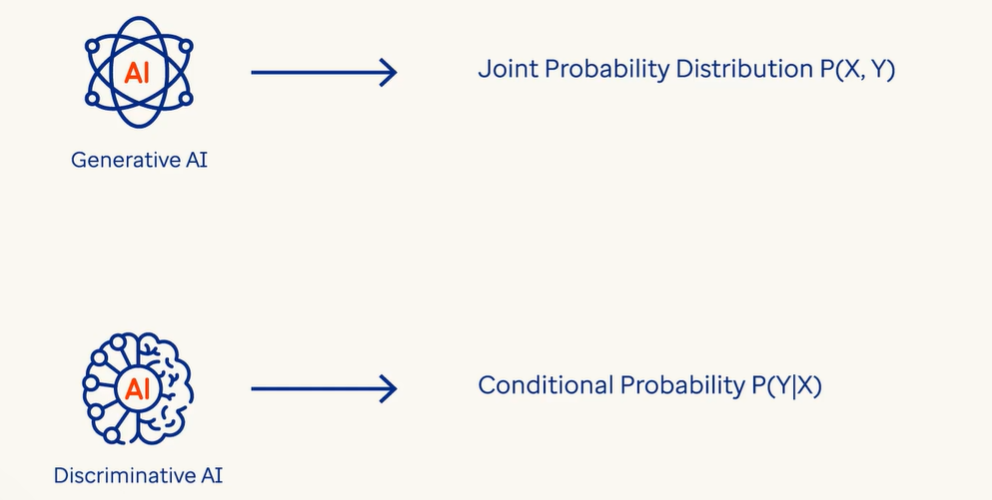 AI
Joint Probability Distribution P(X, Y)
Generative AI
AI
Conditional Probability P(Y|X)
Discriminative AI